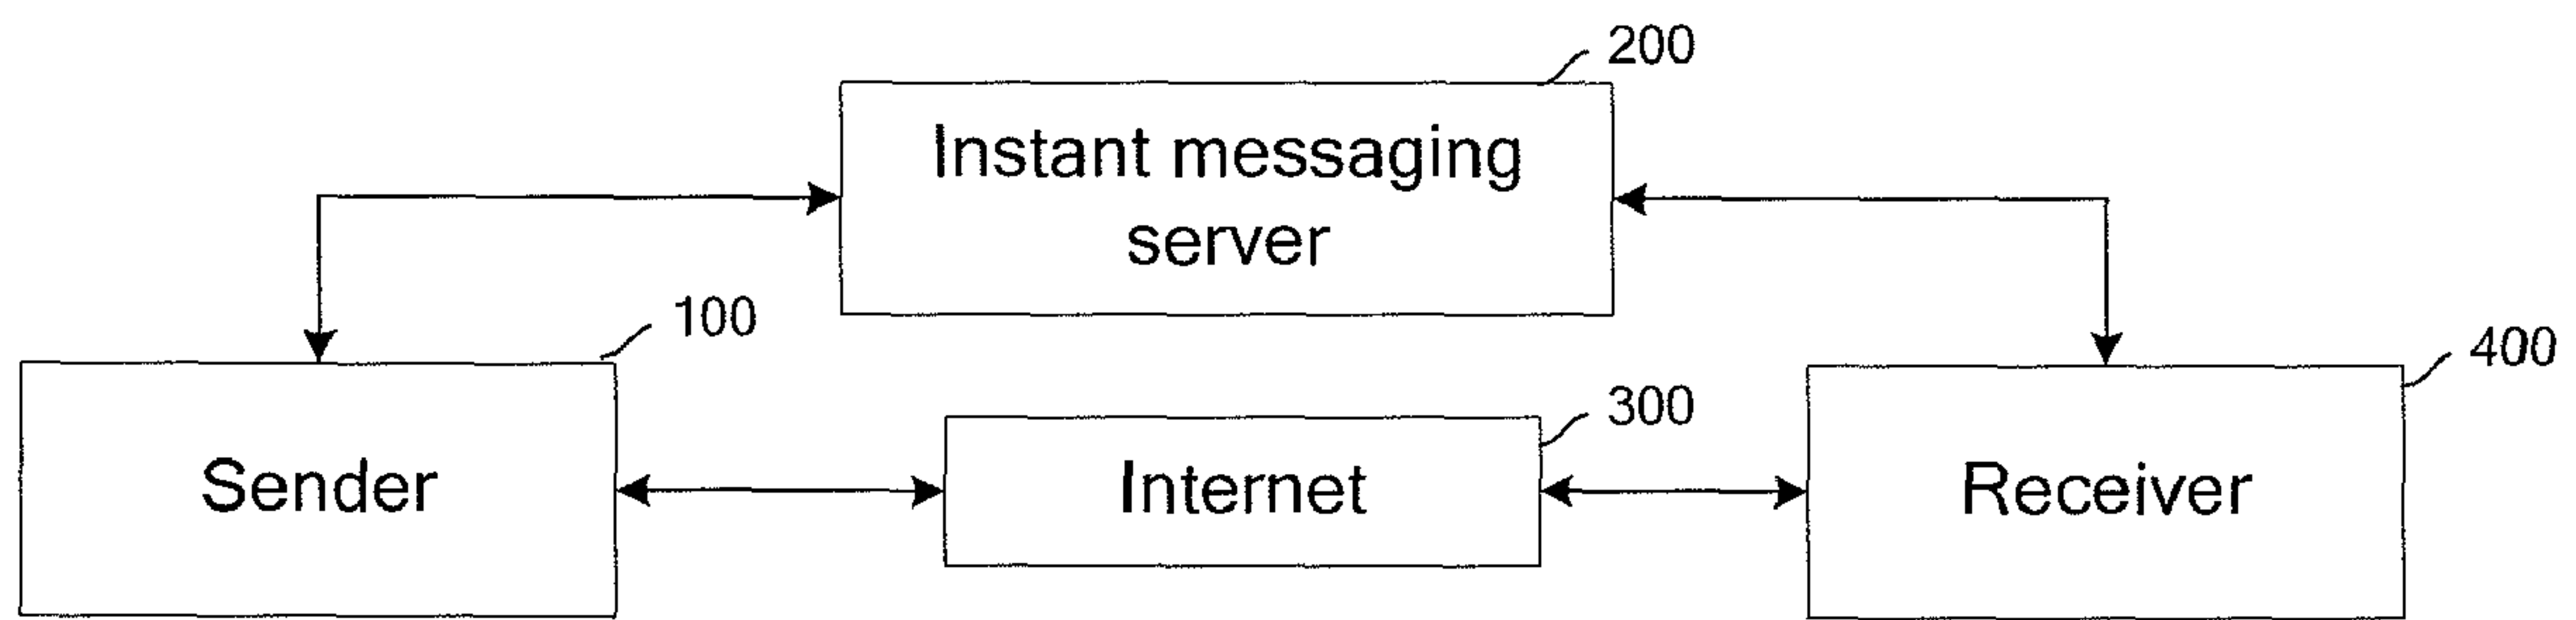 200
Instant messaging
server
100
400
300
Sender
Internet
Receiver